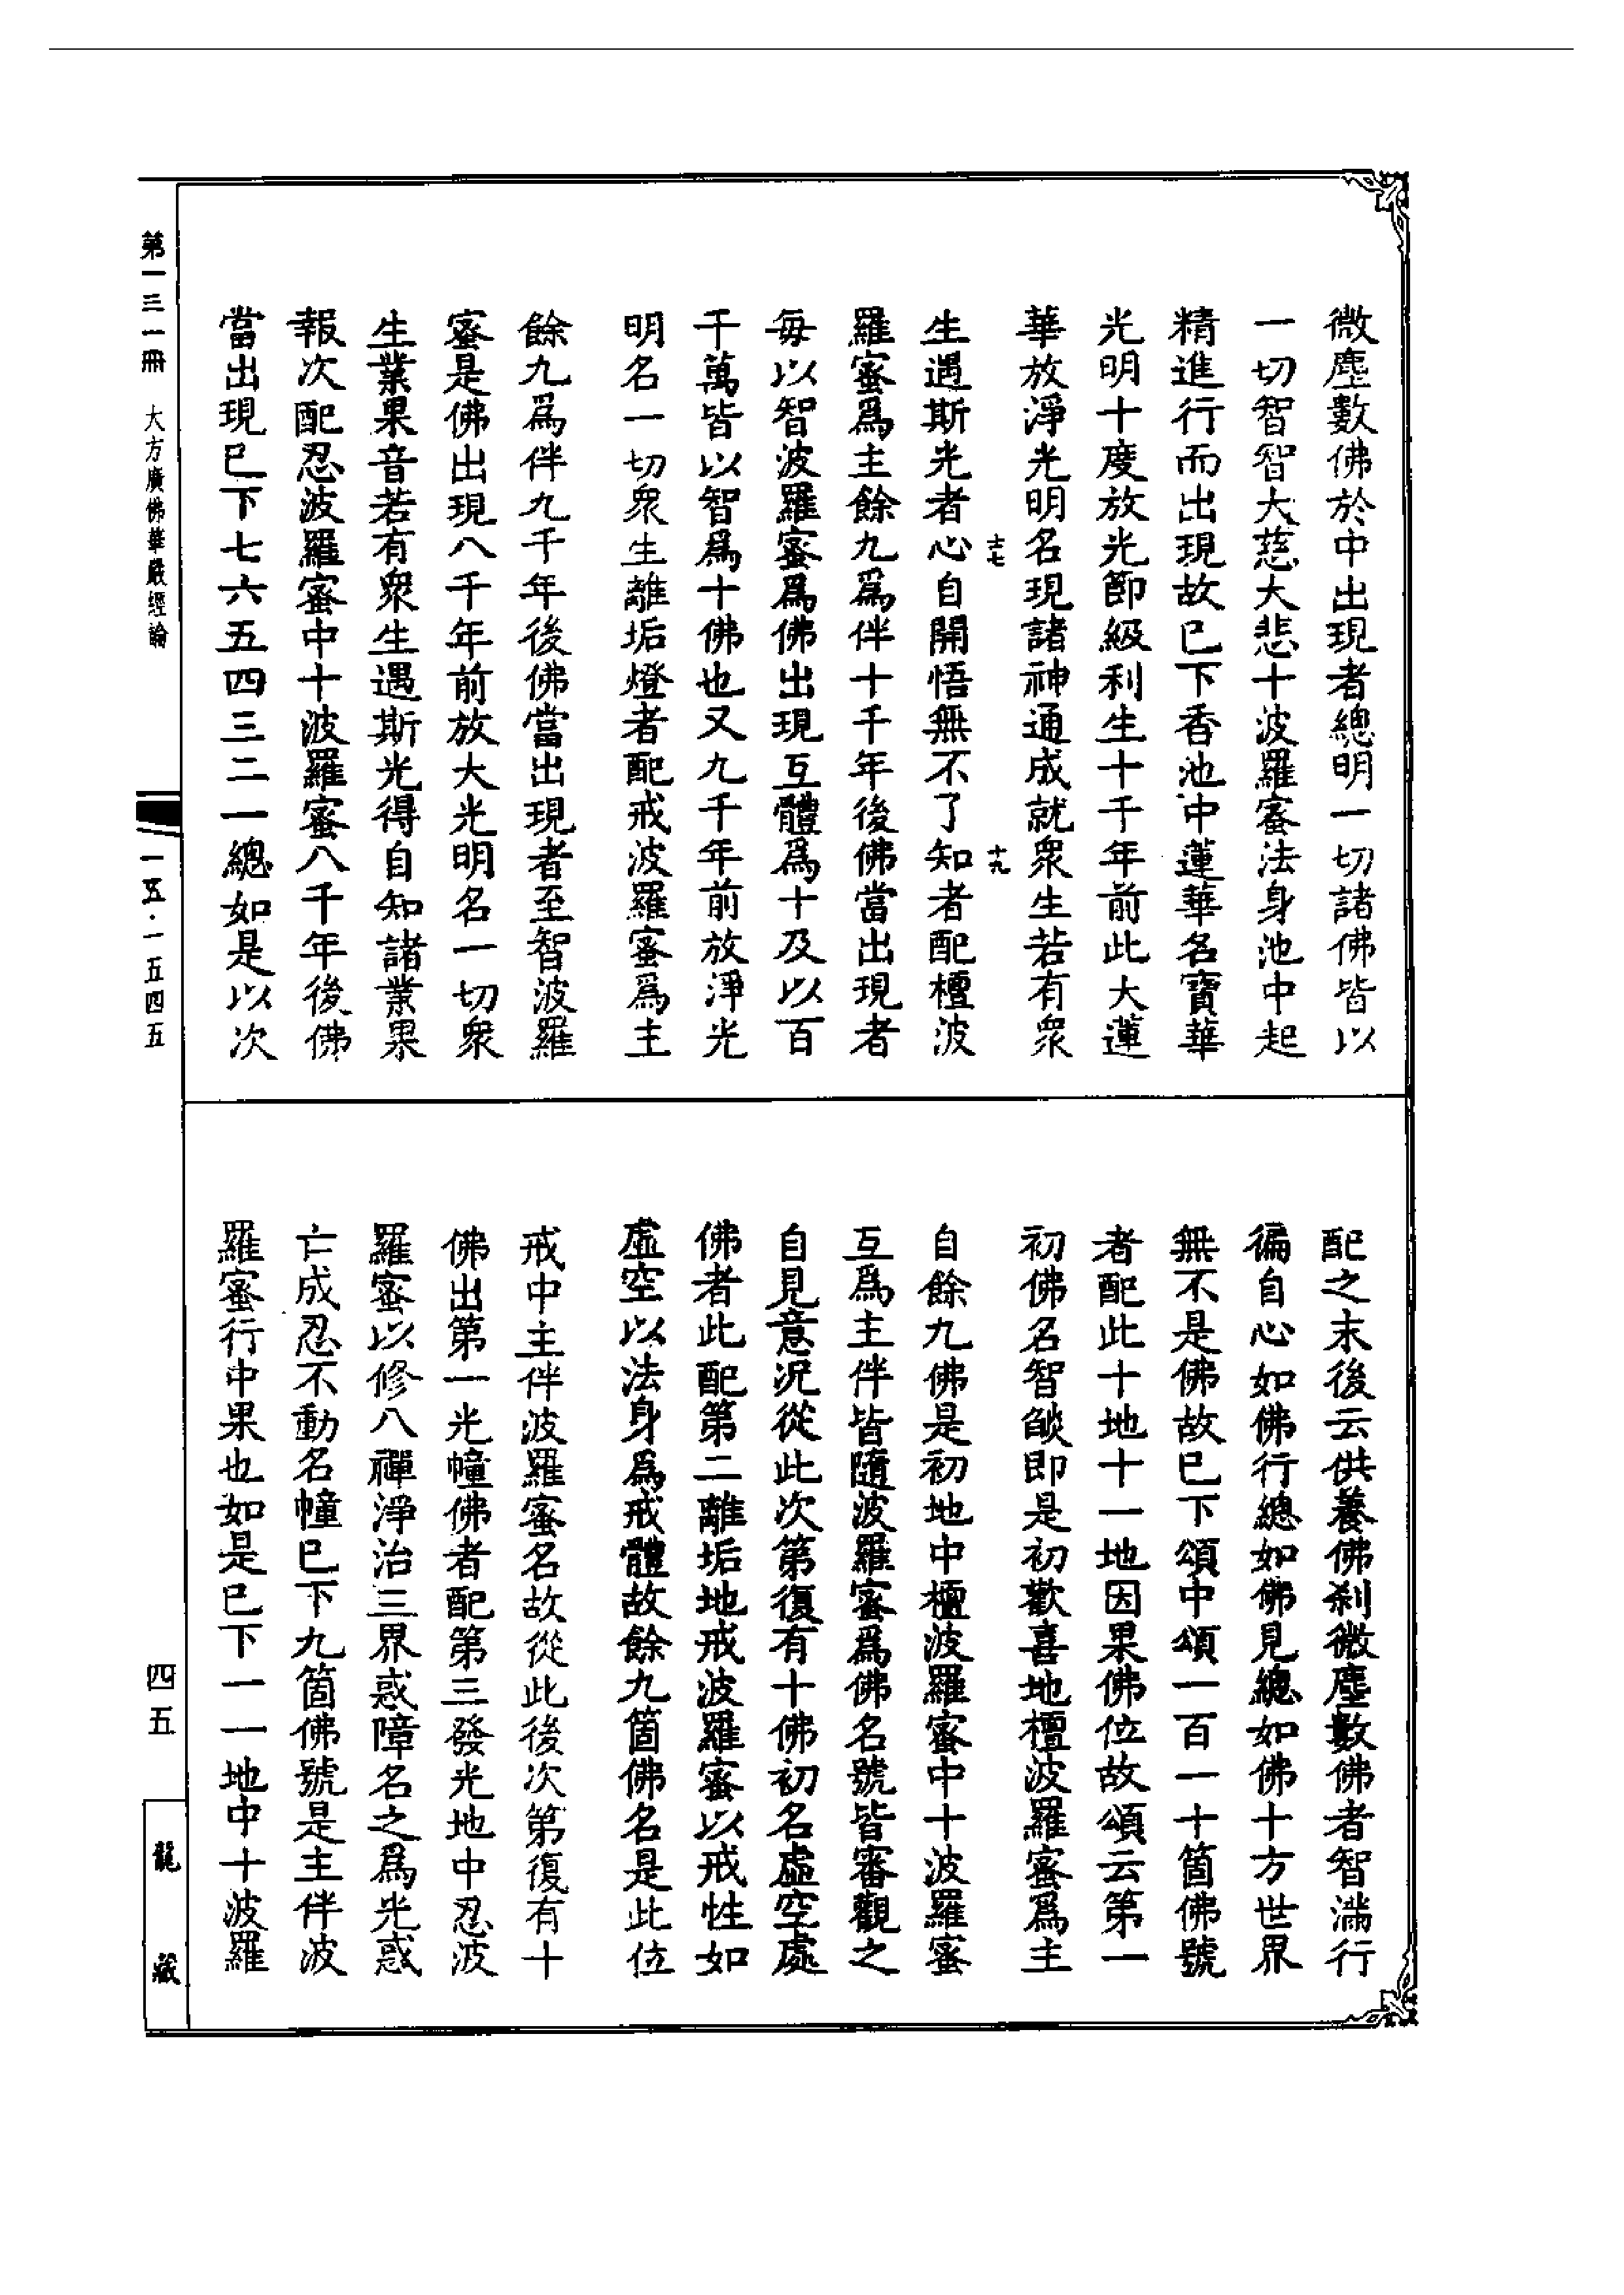 微塵數佛於中出現者總明一切諸佛皆以
一切智智大慈大悲十波羅蜜法身池中起
精進行而出現故已下香池中蓮華名寶華
光明十度放光節級利生十千年前此大蓮
華放淨光明名現諸神通成就衆生若有衆
十七 十九
生遇斯光者心自開悟無不了知者配檀波
羅蜜爲主餘九爲伴十千年後佛當出現者
每以智波羅蜜爲佛出現互體爲十及以百
千萬皆以智爲十佛也又九千年前放淨光
明名一切衆生離垢燈者配戒波羅蜜爲主
餘九爲伴九千年後佛當出現者至智波羅
蜜是佛出現八千年前放大光明名一切衆
生業果音若有衆生遇斯光得自知諸業果
報次配忍波羅蜜中十波羅蜜八千年後佛
當出現已下七六五四三二一總如是以次
配之末後云供養佛刹微塵數佛者智滿行
徧自心如佛行總如佛見總如佛十方世界
無不是佛故已下頌中頌一百一十箇佛號
者配此十地十一地因果佛位故頌云第一
初佛名智燄即是初歡喜地檀波羅蜜爲主
自餘九佛是初地中檀波羅蜜中十波羅蜜
互爲主伴皆隨波羅蜜爲佛名號皆審觀之
自見意況從此次第復有十佛初名虛空處
佛者此配第二離垢地戒波羅蜜以戒性如
虛空以法身爲戒體故餘九箇佛名是此位
戒中主伴波羅蜜名故從此後次第復有十
佛出第一光幢佛者配第三發光地中忍波
羅蜜以修八禪淨治三界惑障名之爲光惑
亡成忍不動名幢已下九箇佛號是主伴波
羅蜜行中果也如是已下一一地中十波羅
第一三一冊 大方廣佛華嚴經論
一五·一五四五
四五
龍藏